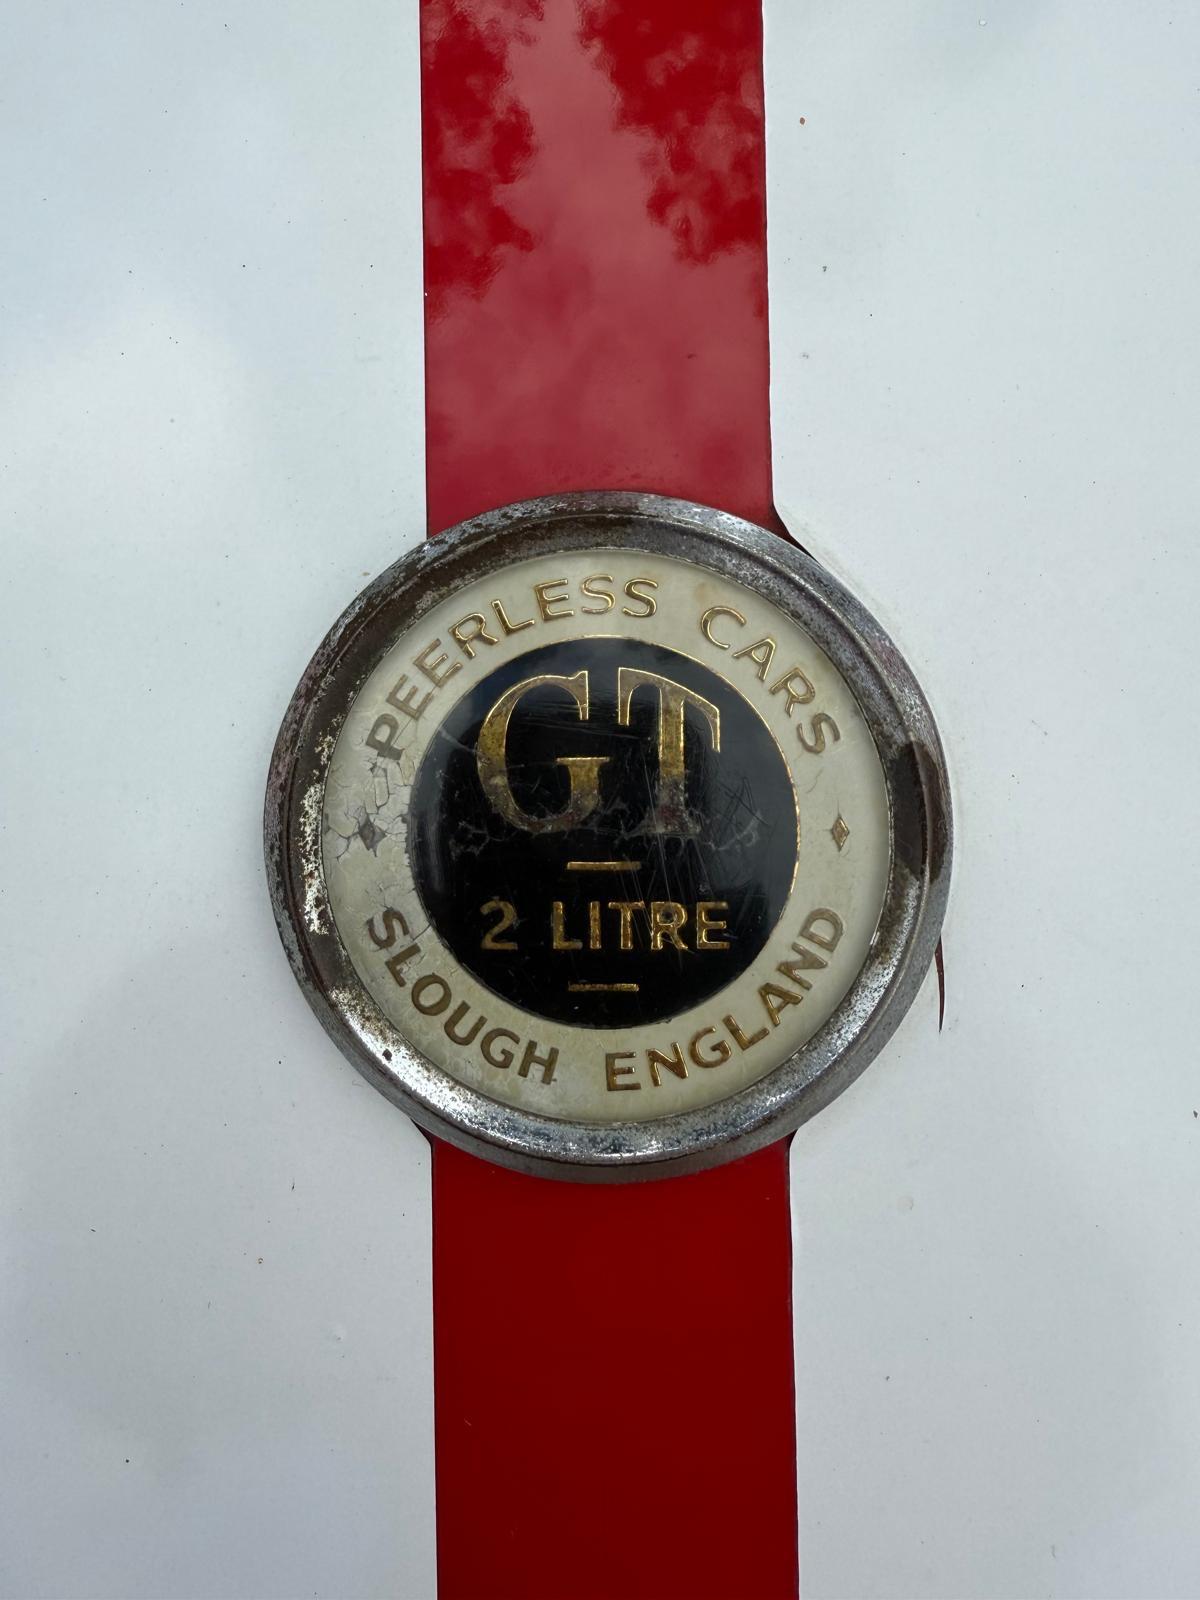 PEERLESS CARS
GT
2 LITRE
SLOUGH ENGLAND